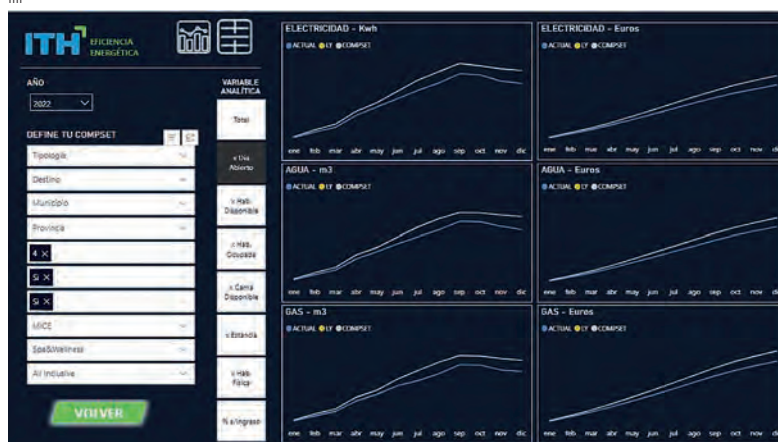 ITH EFICIENCIA
ENERGÉTICA
AÑO
2022
DEFINE TU COMPSET
Tipología
Destino
Municipio
Provincia
4 X
Si X
Si X
MICE
Spa&Wellness
All Inclusive
VOLVER
VARIABLE
ANALÍTICA
Total
x Día
Abierto
x Hab.
Disponible
x Hab.
Ocupada
x Cama
Disponible
x Estancia
x Hab.
Física
% s/Ingreso
ELECTRICIDAD - Kwh
ACTUAL LY COMPSET
ene feb mar abr may jun jul ago sep oct nov dic
ELECTRICIDAD - Euros
ACTUAL LY COMPSET
ene feb mar abr may jun jul ago sep oct nov
AGUA - m3
ACTUAL LY COMPSET
ene feb mar abr may jun jul ago sep oct nov dic
AGUA - Euros
ACTUAL LY COMPSET
ene feb mar abr may jun jul ago sep oct nov
GAS - m3
ACTUAL LY COMPSET
ene feb mar abr may jun jul ago sep oct nov dic
GAS - Euros
ACTUAL LY COMPSET
ene feb mar abr may jun jul ago sep oct nov